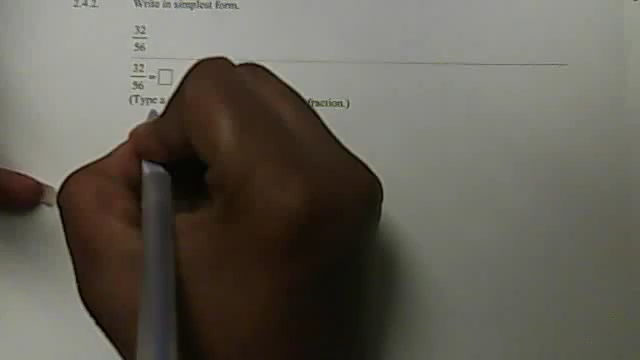 2.4.2. Write in simplest form.
32
56
32
56 = □
(Type a fraction.)